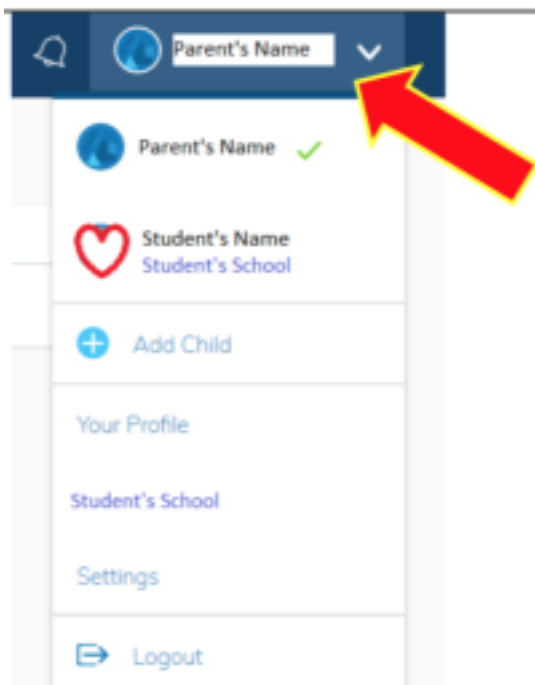 Parent's Name
Parent's Name
Student's Name
Student's School
Add Child
Your Profile
Student's School
Settings
Logout